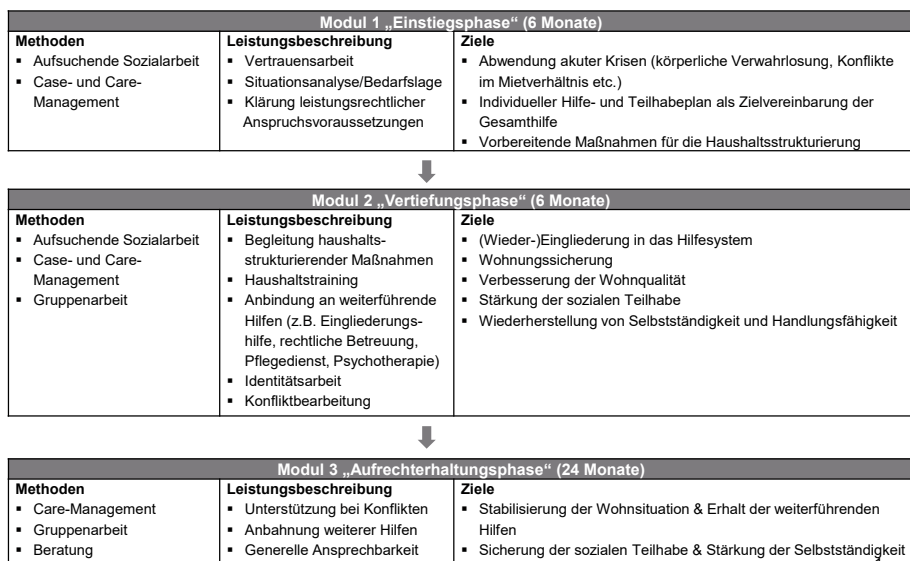 Modul 1 „Einstiegsphase“ (6 Monate)
Methoden
▪ Aufsuchende Sozialarbeit
▪ Case- und Care-
Management
Leistungsbeschreibung
▪ Vertrauensarbeit
▪ Situationsanalyse/Bedarfslage
▪ Klärung leistungsrechtlicher
Anspruchsvoraussetzungen
Ziele
▪ Abwendung akuter Krisen (körperliche Verwahrlosung, Konflikte
im Mietverhältnis etc.)
▪ Individueller Hilfe- und Teilhabeplan als Zielvereinbarung der
Gesamthilfe
▪ Vorbereitende Maßnahmen für die Haushaltsstrukturierung
Modul 2 „Vertiefungsphase“ (6 Monate)
Methoden
▪ Aufsuchende Sozialarbeit
▪ Case- und Care-
Management
▪ Gruppenarbeit
Leistungsbeschreibung
▪ Begleitung haushalts-
strukturierender Maßnahmen
▪ Haushaltstraining
▪ Anbindung an weiterführende
Hilfen (z.B. Eingliederungs-
hilfe, rechtliche Betreuung,
Pflegedienst, Psychotherapie)
▪ Identitätsarbeit
▪ Konfliktbearbeitung
Ziele
▪ (Wieder-)Eingliederung in das Hilfesystem
▪ Wohnungssicherung
▪ Verbesserung der Wohnqualität
▪ Stärkung der sozialen Teilhabe
▪ Wiederherstellung von Selbstständigkeit und Handlungsfähigkeit
Modul 3 „Aufrechterhaltungsphase“ (24 Monate)
Methoden
▪ Care-Management
▪ Gruppenarbeit
▪ Beratung
Leistungsbeschreibung
▪ Unterstützung bei Konflikten
▪ Anbahnung weiterer Hilfen
▪ Generelle Ansprechbarkeit
Ziele
▪ Stabilisierung der Wohnsituation & Erhalt der weiterführenden
Hilfen
▪ Sicherung der sozialen Teilhabe & Stärkung der Selbstständigkeit